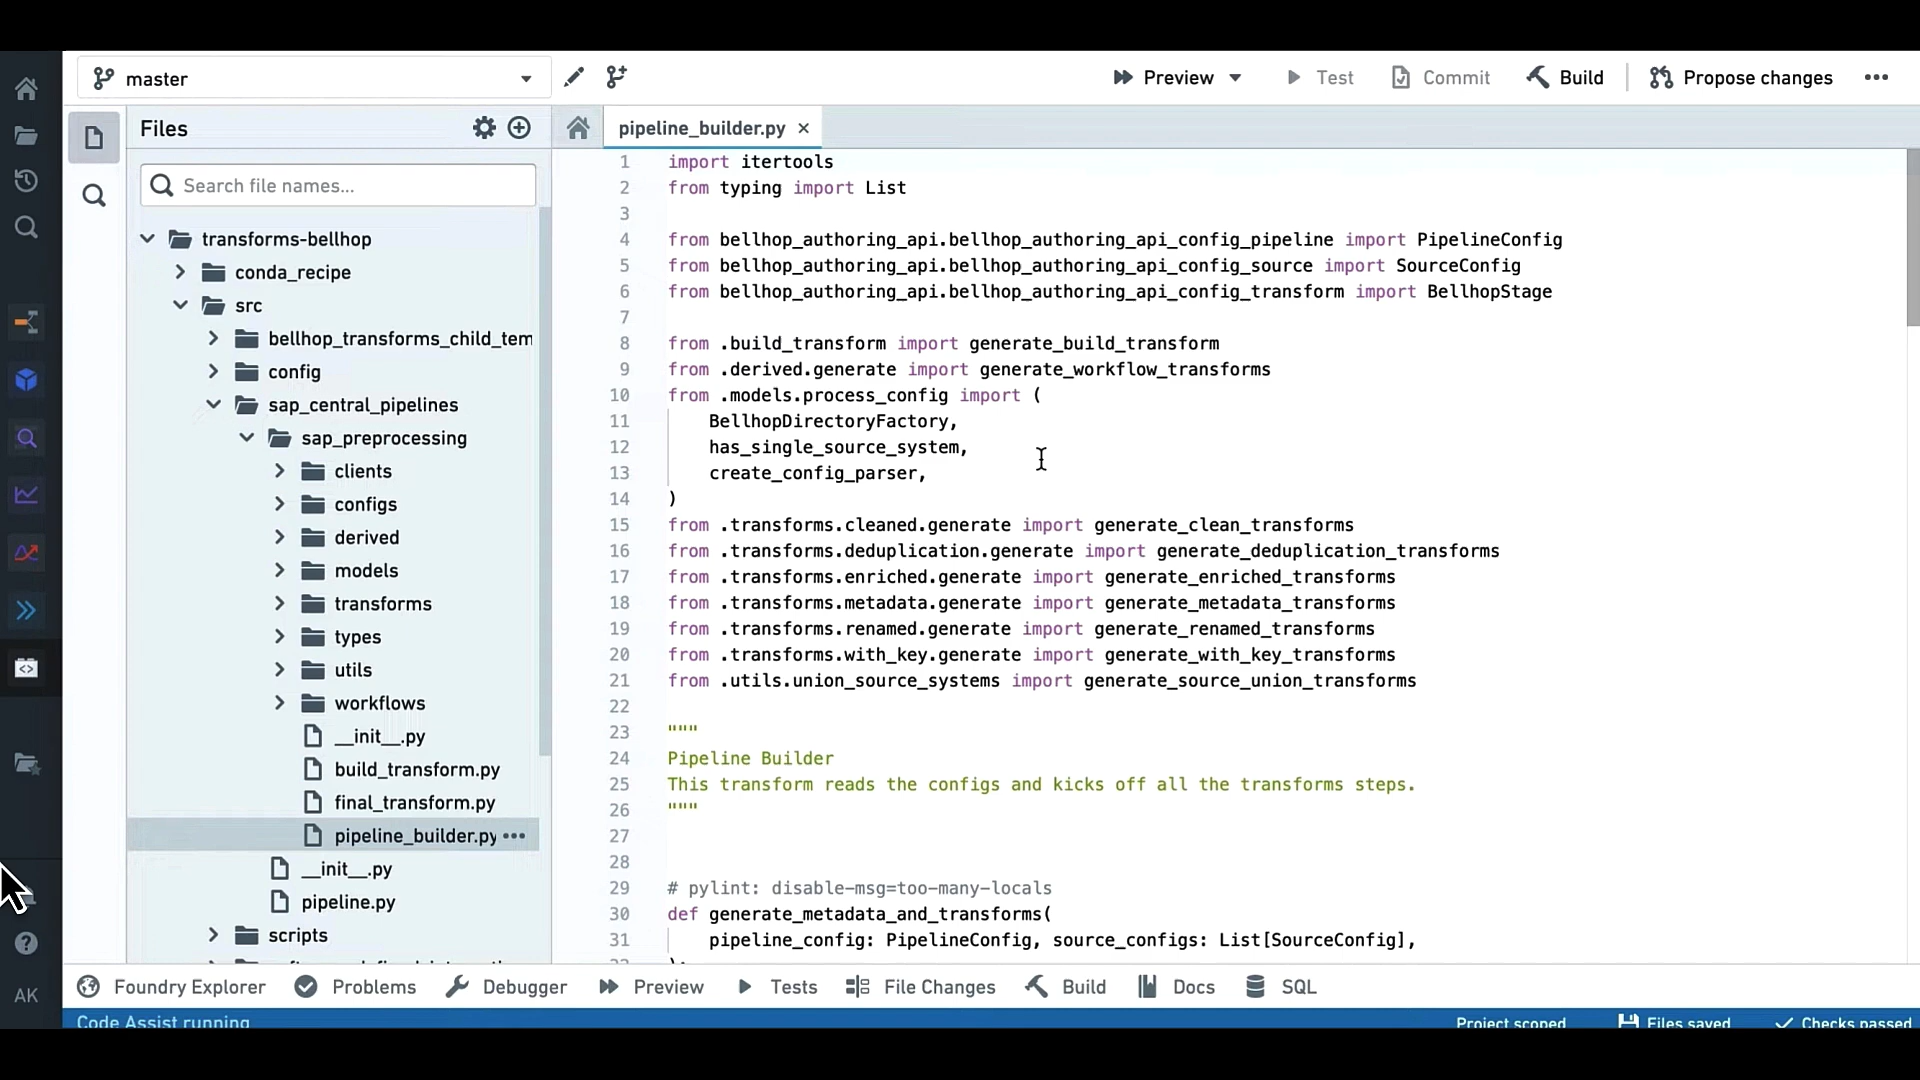 master
Preview
Test
Commit
Build
Propose changes
Files
pipeline_builder.py
Search file names...
transforms-bellhop
conda_recipe
src
bellhop_transforms_child_tem
config
sap_central_pipelines
sap_preprocessing
clients
configs
derived
models
transforms
types
utils
workflows
__init__.py
build_transform.py
final_transform.py
pipeline_builder.py
__init__.py
pipeline.py
scripts
1 import itertools
2 from typing import List
3
4 from bellhop_authoring_api.bellhop_authoring_api_config_pipeline import PipelineConfig
5 from bellhop_authoring_api.bellhop_authoring_api_config_source import SourceConfig
6 from bellhop_authoring_api.bellhop_authoring_api_config_transform import BellhopStage
7
8 from .build_transform import generate_build_transform
9 from .derived.generate import generate_workflow_transforms
10 from .models.process_config import (
11 BellhopDirectoryFactory,
12 has_single_source_system,
13 create_config_parser,
14 )
15 from .transforms.cleaned.generate import generate_clean_transforms
16 from .transforms.deduplication.generate import generate_deduplication_transforms
17 from .transforms.enriched.generate import generate_enriched_transforms
18 from .transforms.metadata.generate import generate_metadata_transforms
19 from .transforms.renamed.generate import generate_renamed_transforms
20 from .transforms.with_key.generate import generate_with_key_transforms
21 from .utils.union_source_systems import generate_source_union_transforms
22
23 """
24 Pipeline Builder
25 This transform reads the configs and kicks off all the transforms steps.
26 """
27
28
29 # pylint: disable-msg=too-many-locals
30 def generate_metadata_and_transforms(
31 pipeline_config: PipelineConfig, source_configs: List[SourceConfig],
AK
Foundry Explorer
Problems
Debugger
Preview
Tests
File Changes
Build
Docs
SQL
Code Assist running
Project scoped
Files saved
Checks passed